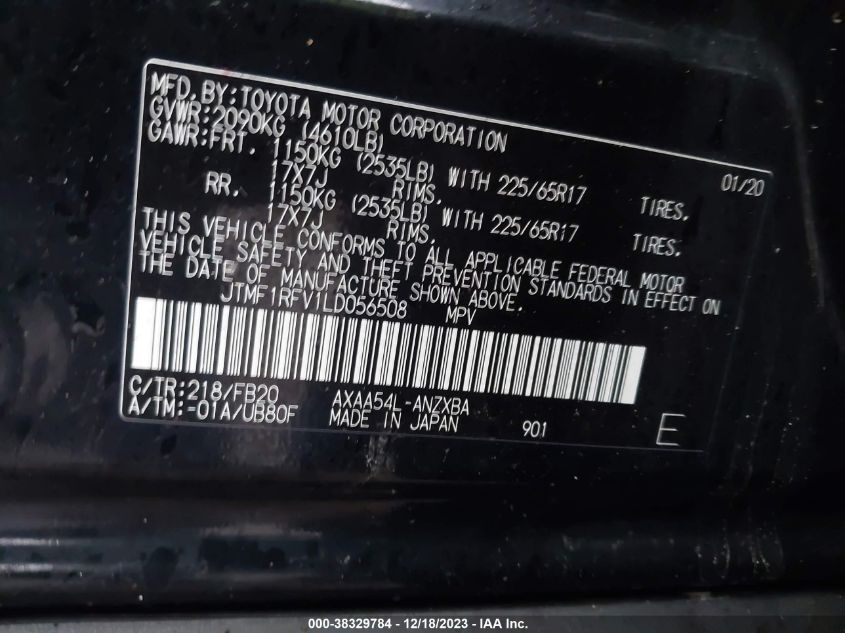 MFD. BY: TOYOTA MOTOR CORPORATION 01/20
GVWR: 2090KG (4610LB)
GAWR: FRT. 1150KG (2535LB) WITH 225/65R17 TIRES.
17X7J RIMS.
RR. 1150KG (2535LB) WITH 225/65R17 TIRES.
17X7J RIMS.
THIS VEHICLE CONFORMS TO ALL APPLICABLE FEDERAL MOTOR
VEHICLE SAFETY AND THEFT PREVENTION STANDARDS IN EFFECT ON
THE DATE OF MANUFACTURE SHOWN ABOVE.
JTMF1RFV1LD056508 MPV
C/TR:218/FB20 AXAA54L-ANZXBA
A/TM:-01A/UB80F MADE IN JAPAN 901 E
000-38329784 - 12/18/2023 - IAA Inc.